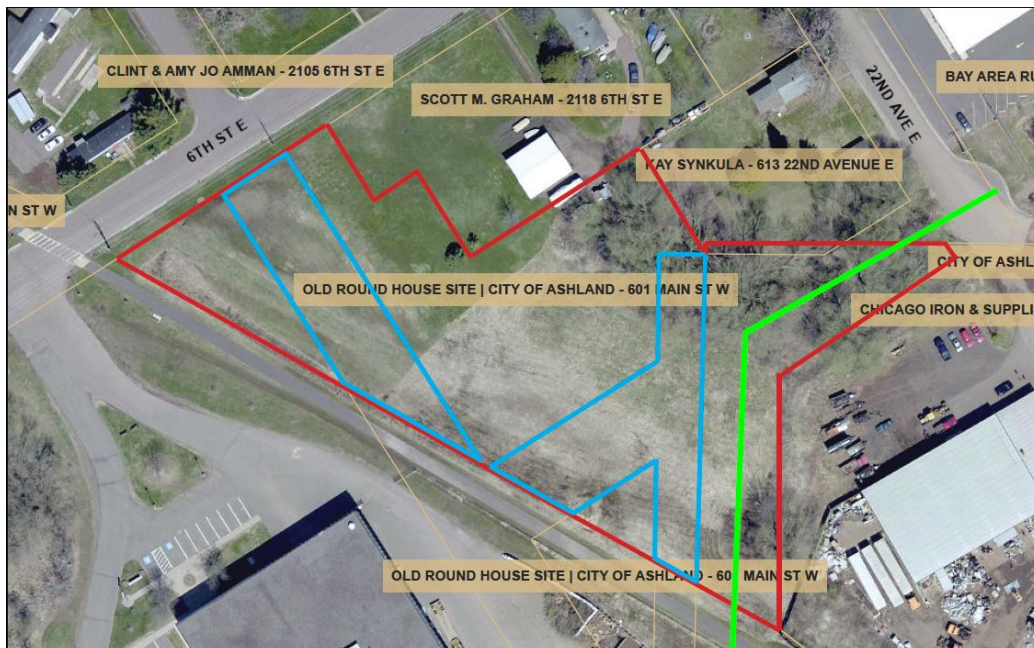 CLINT & AMY JO AMMAN - 2105 6TH ST E
22ND AVE E
BAY AREA RU
SCOTT M. GRAHAM - 2118 6TH ST E
6TH ST E
KAY SYNKULA - 613 22ND AVENUE E
N ST W
CITY OF ASHL
OLD ROUND HOUSE SITE | CITY OF ASHLAND - 601 MAIN ST W
CHICAGO IRON & SUPPLI
OLD ROUND HOUSE SITE | CITY OF ASHLAND - 601 MAIN ST W